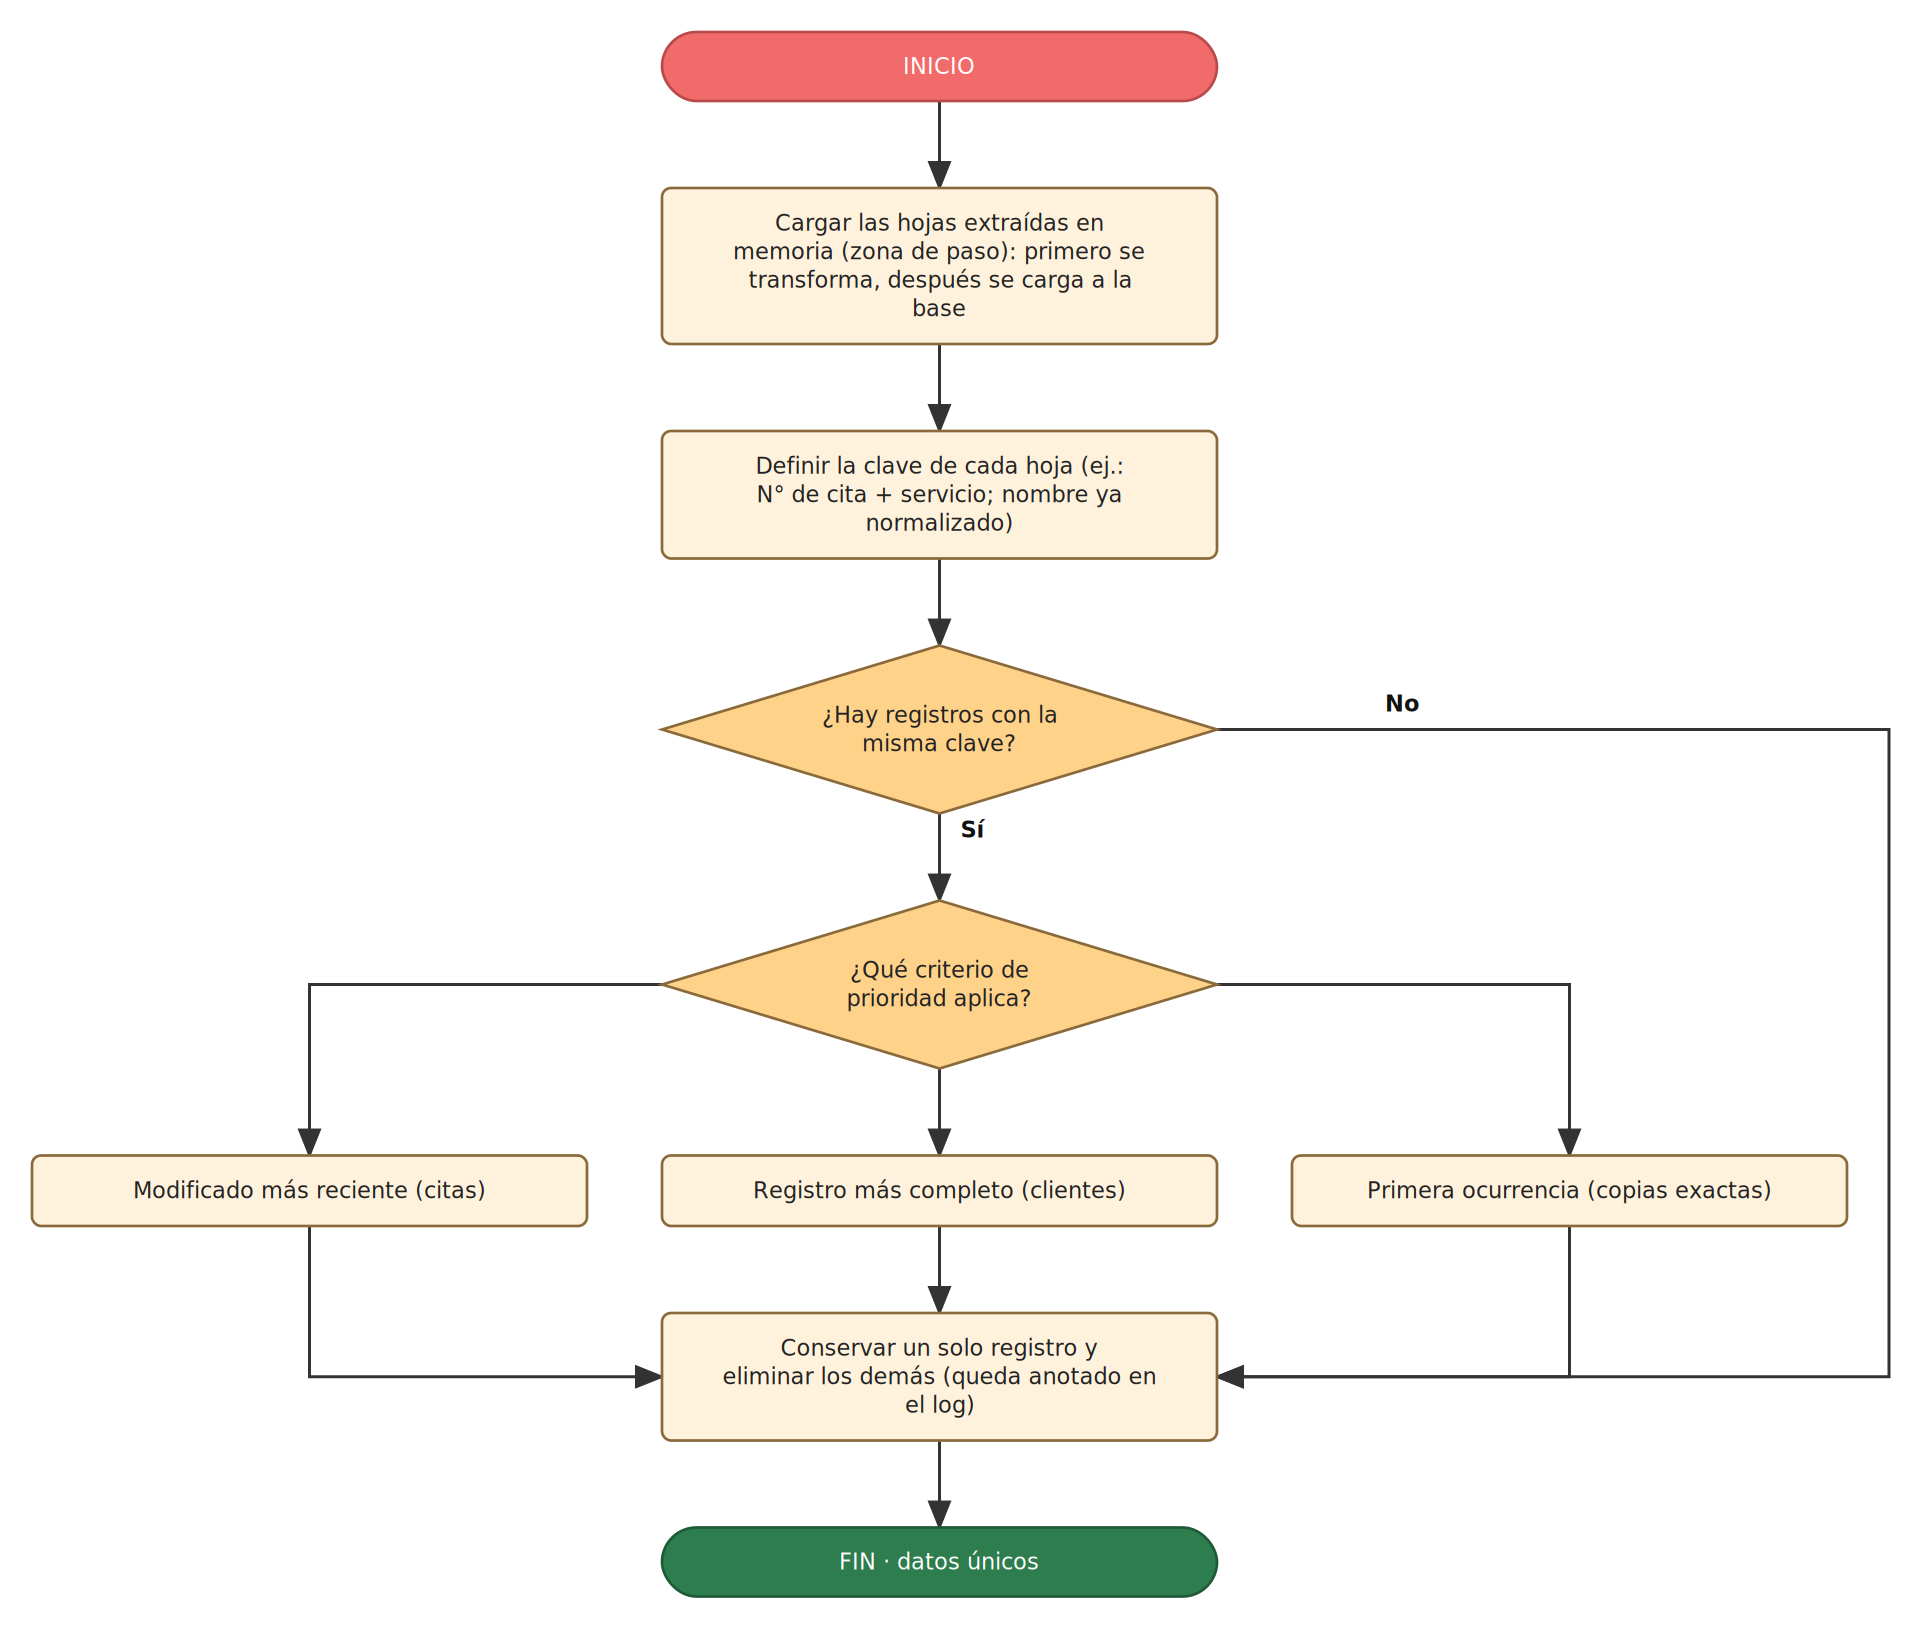 INICIO
Cargar las hojas extraídas en
memoria (zona de paso): primero se
transforma, después se carga a la
base
Definir la clave de cada hoja (ej.:
N° de cita + servicio; nombre ya
normalizado)
¿Hay registros con la
misma clave?
No
Sí
¿Qué criterio de
prioridad aplica?
Modificado más reciente (citas)
Registro más completo (clientes)
Primera ocurrencia (copias exactas)
Conservar un solo registro y
eliminar los demás (queda anotado en
el log)
FIN · datos únicos